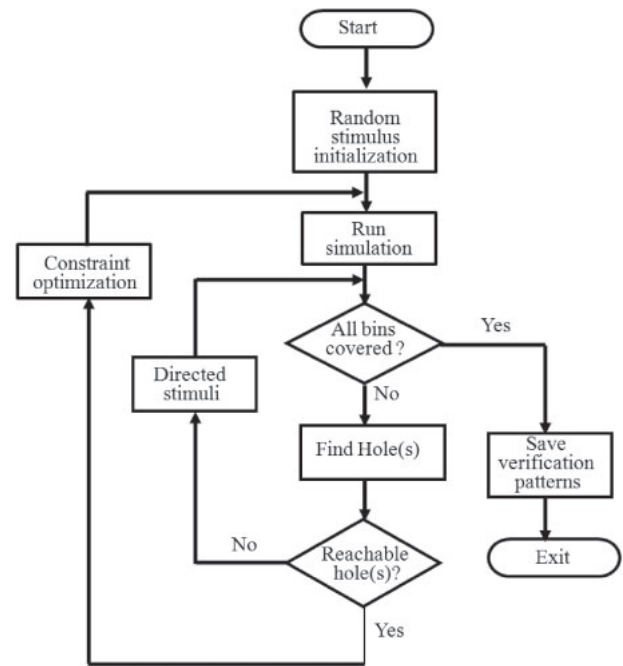 Start
Random
stimulus
initialization
Run
simulation
Constraint
optimization
All bins
covered ?
Yes
Directed
stimuli
No
Find Hole(s)
Save
verification
patterns
No
Reachable
hole(s)?
Exit
Yes